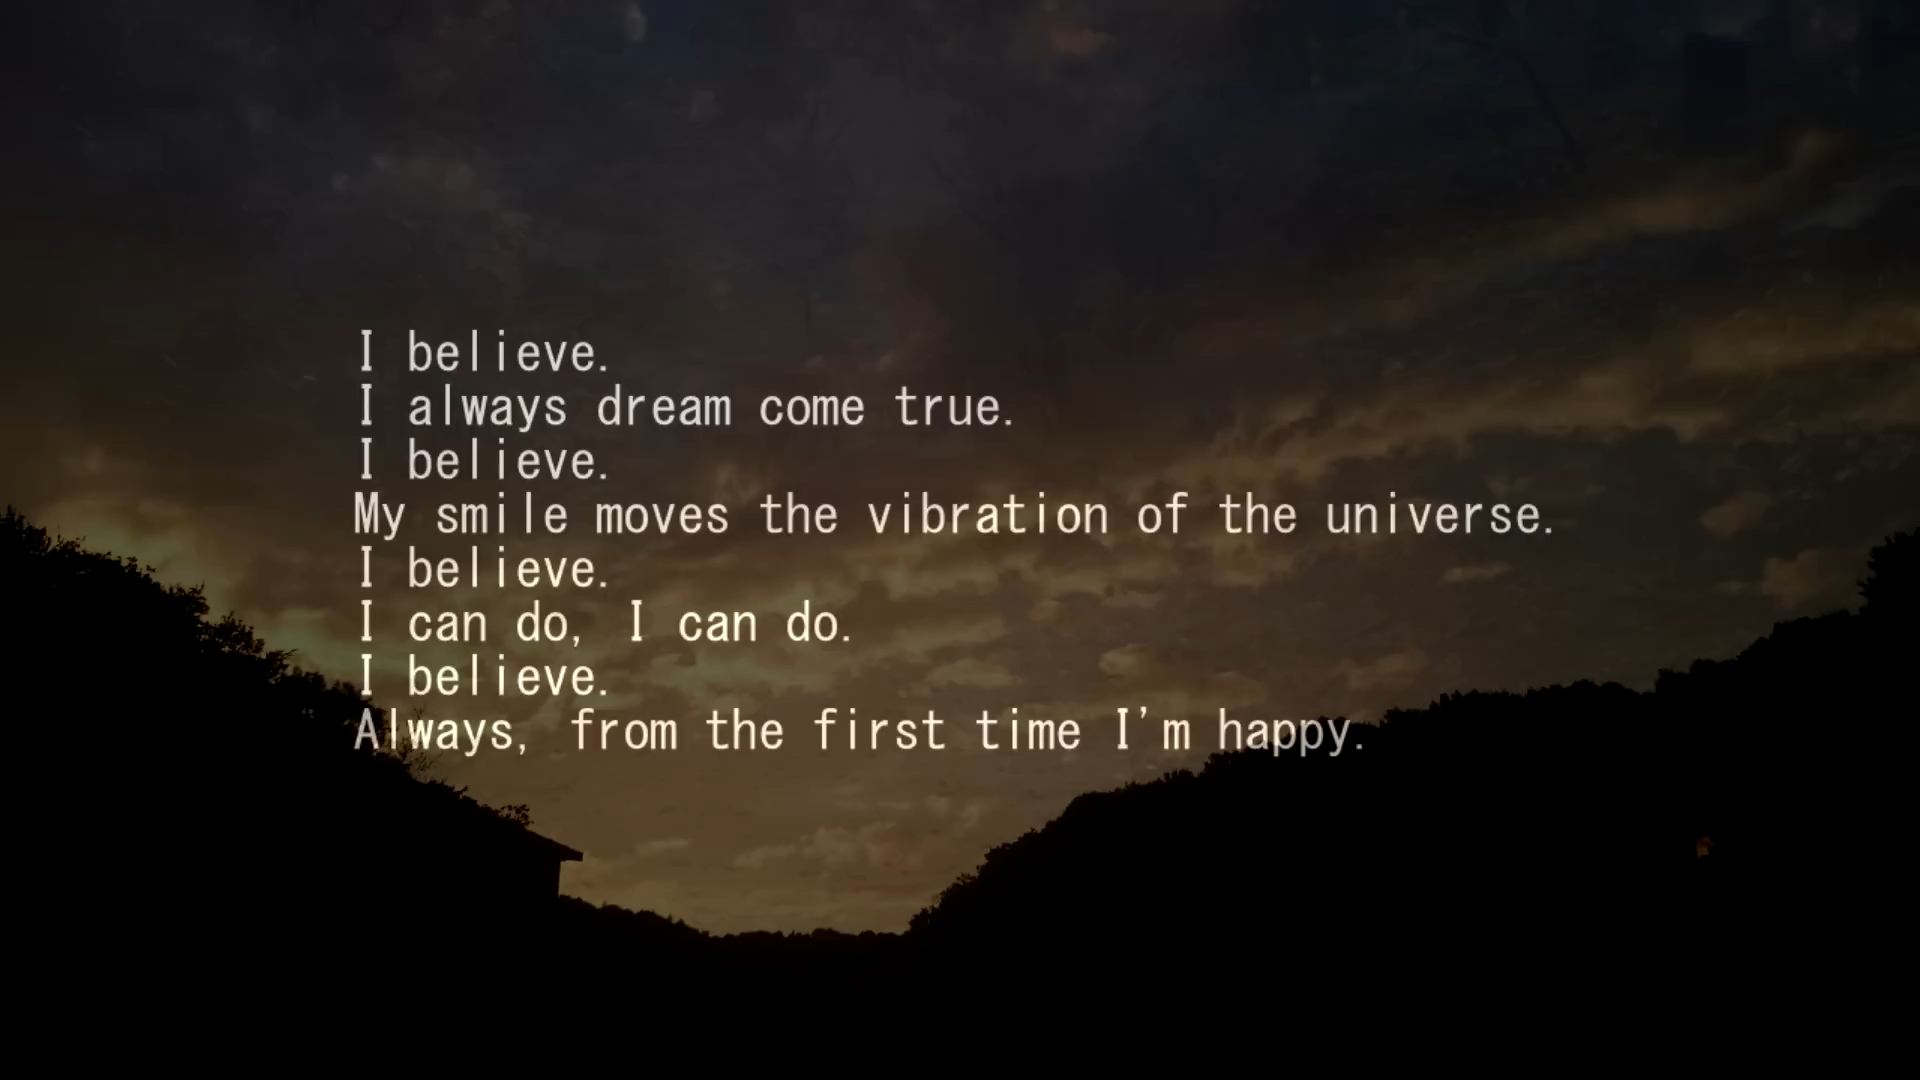 I believe.
I always dream come true.
I believe.
My smile moves the vibration of the universe.
I believe.
I can do, I can do.
I believe.
Always, from the first time I'm happy.